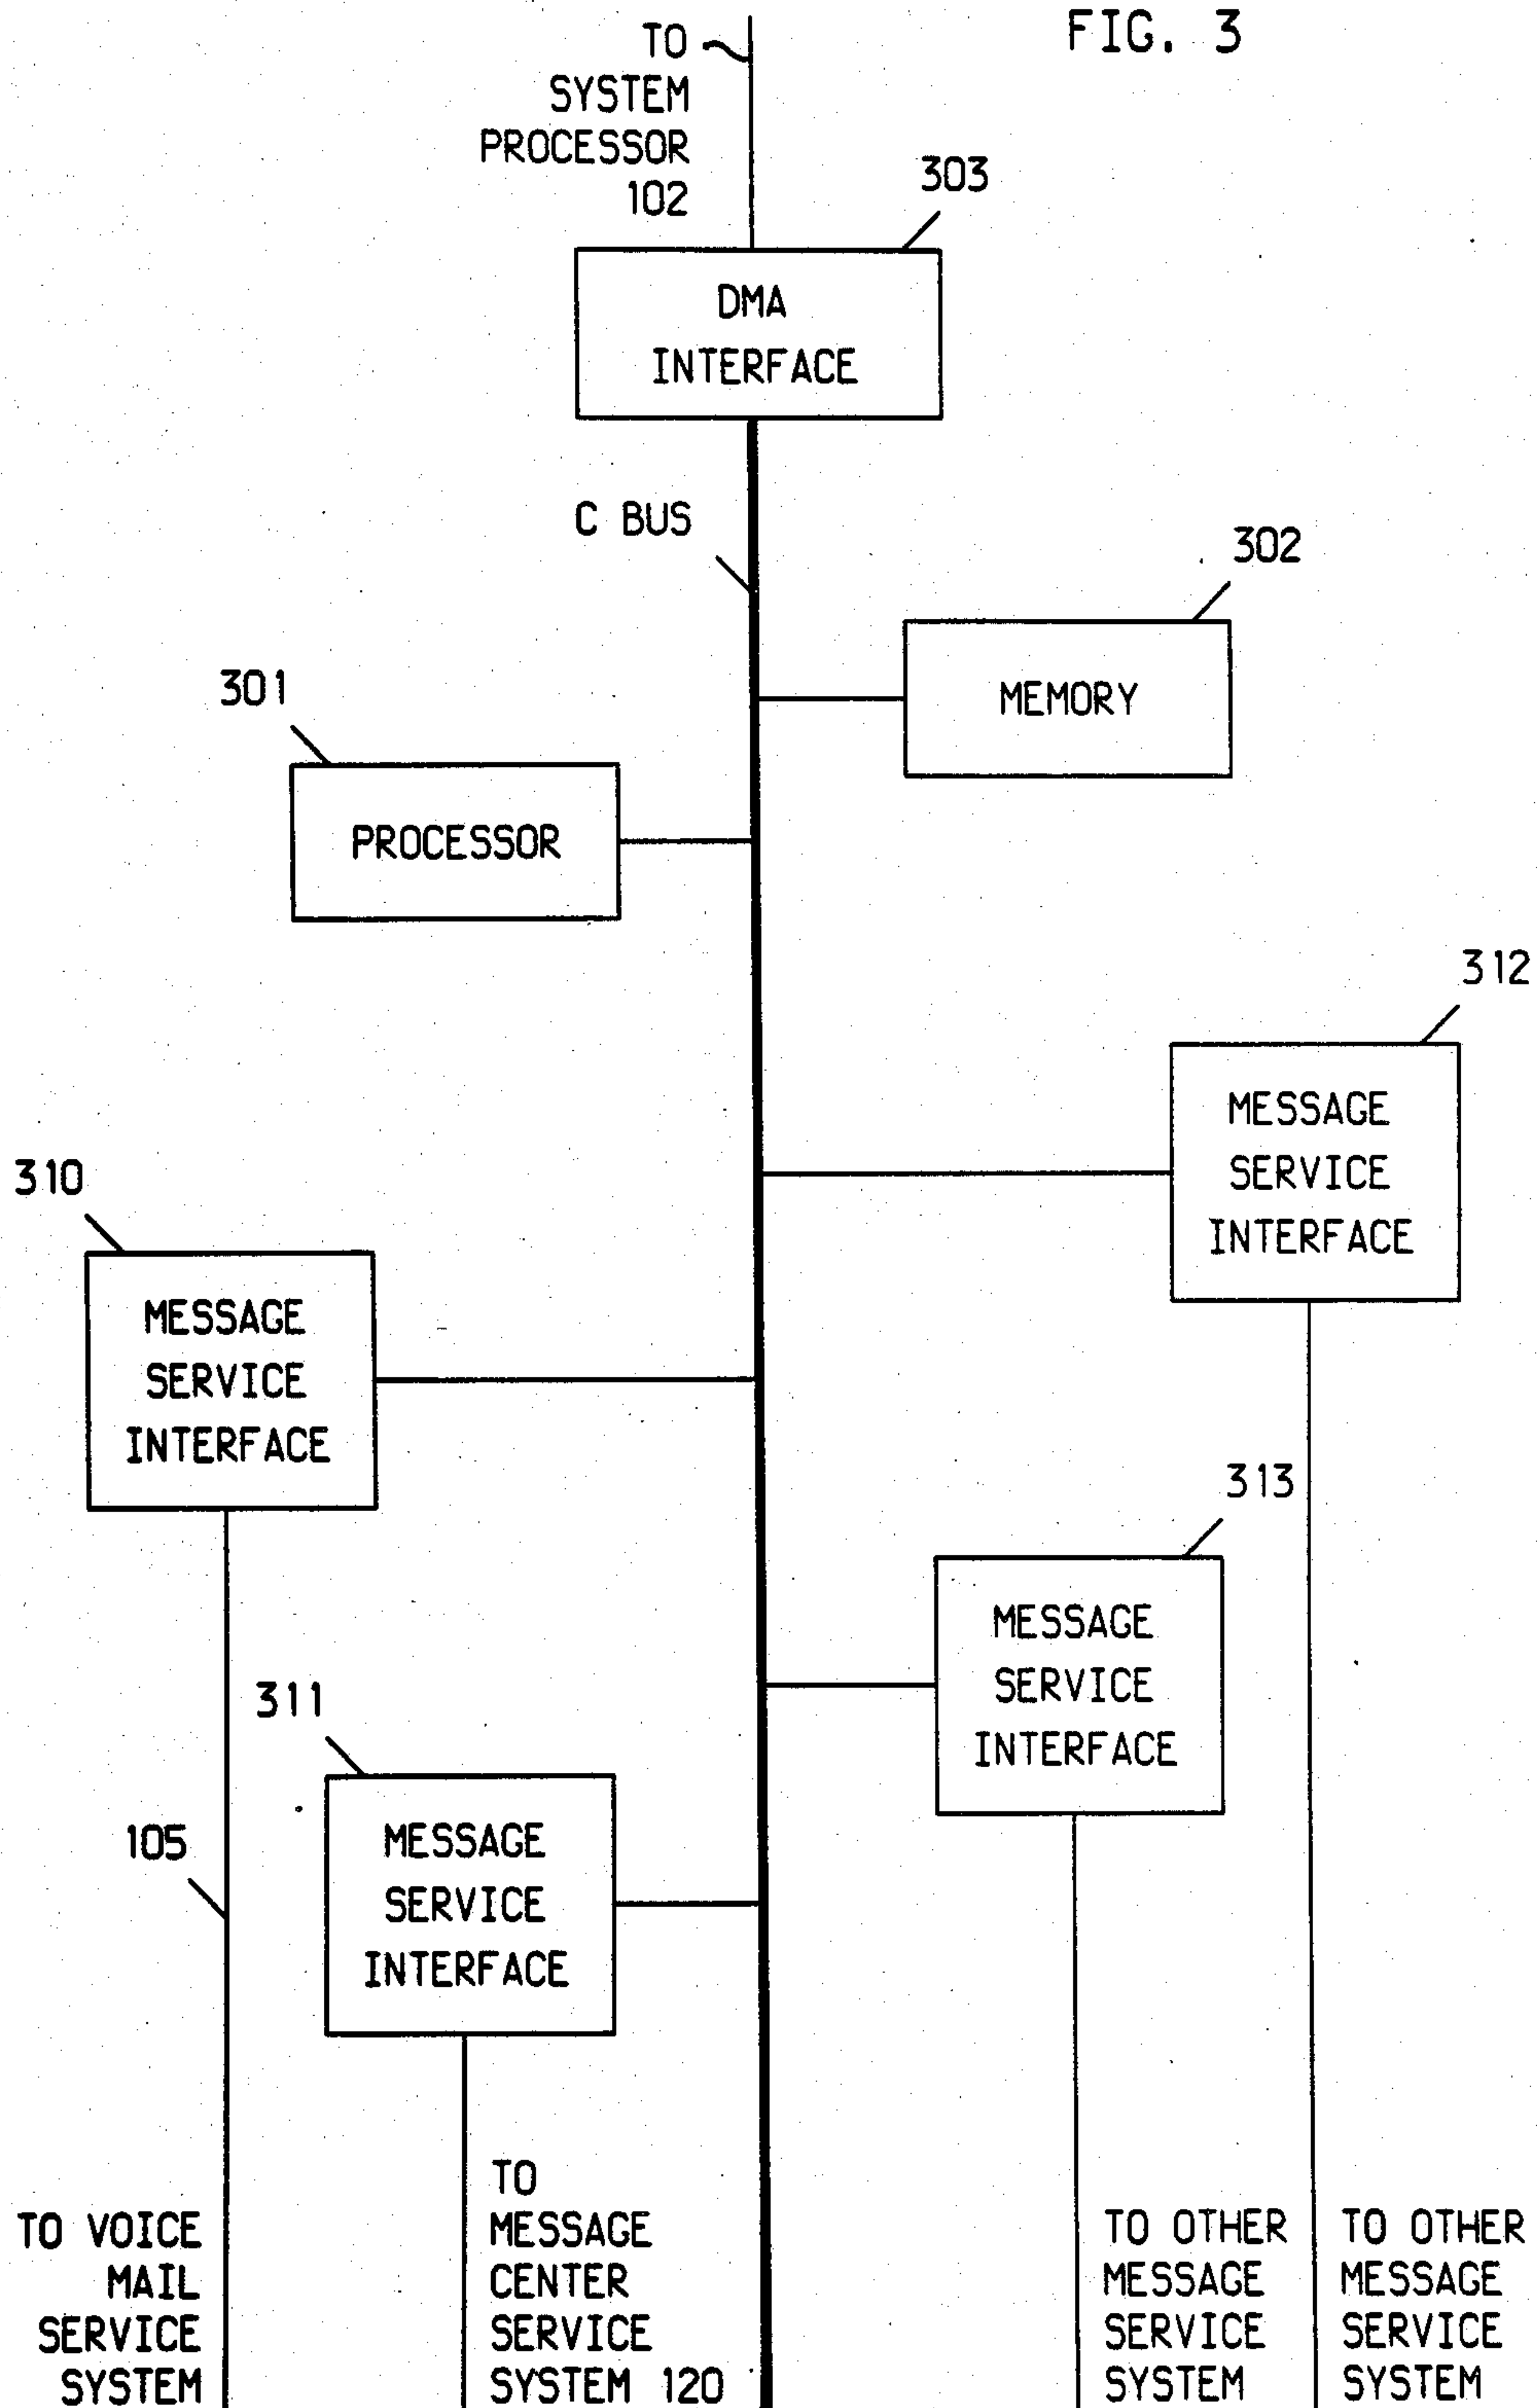 FIG. 3
TO
SYSTEM
PROCESSOR
102
303
DMA
INTERFACE
C BUS
302
MEMORY
301
PROCESSOR
312
MESSAGE
SERVICE
INTERFACE
310
MESSAGE
SERVICE
INTERFACE
313
MESSAGE
SERVICE
INTERFACE
311
MESSAGE
SERVICE
INTERFACE
105
TO VOICE
MAIL
SERVICE
SYSTEM
TO
MESSAGE
CENTER
SERVICE
SYSTEM 120
TO OTHER
MESSAGE
SERVICE
SYSTEM
TO OTHER
MESSAGE
SERVICE
SYSTEM